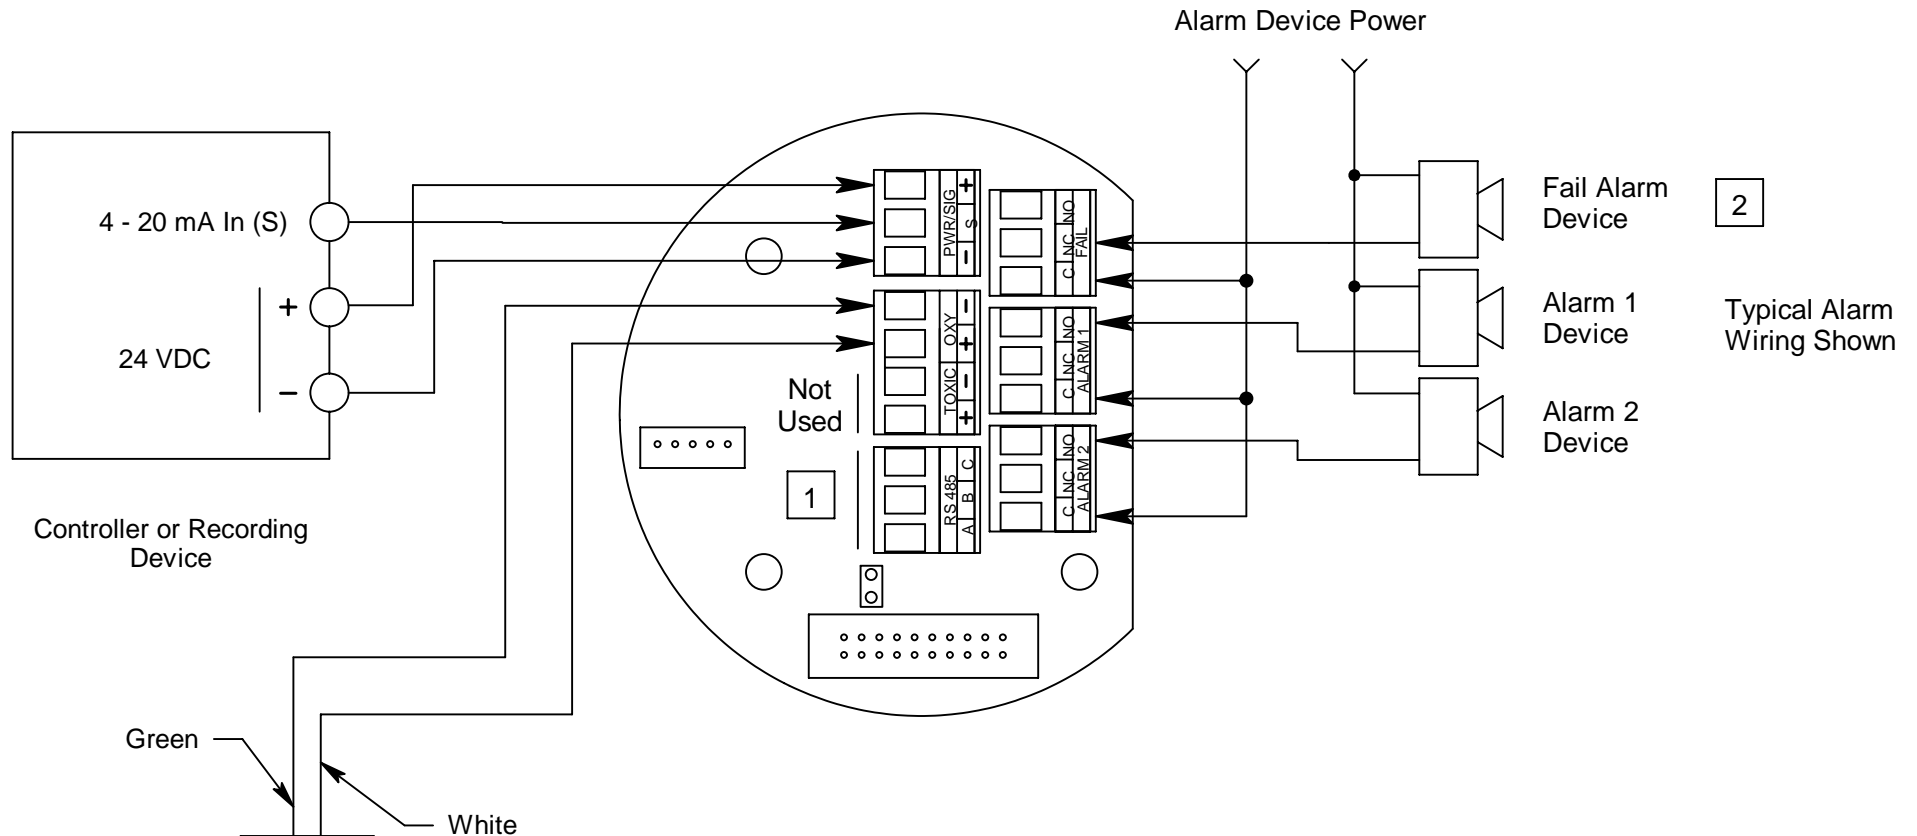 Alarm Device Power
4 - 20 mA In (S)
+
24 VDC
−
Controller or Recording
Device
Green
White
PWR/SIG
+
S
−
OXY
−
+
TOXIC
−
+
Not
Used
1
RS 485
C
B
A
NO
NC
C
FAIL
NO
NC
C
ALARM 1
NO
NC
C
ALARM 2
Fail Alarm
Device
2
Alarm 1
Device
Typical Alarm
Wiring Shown
Alarm 2
Device